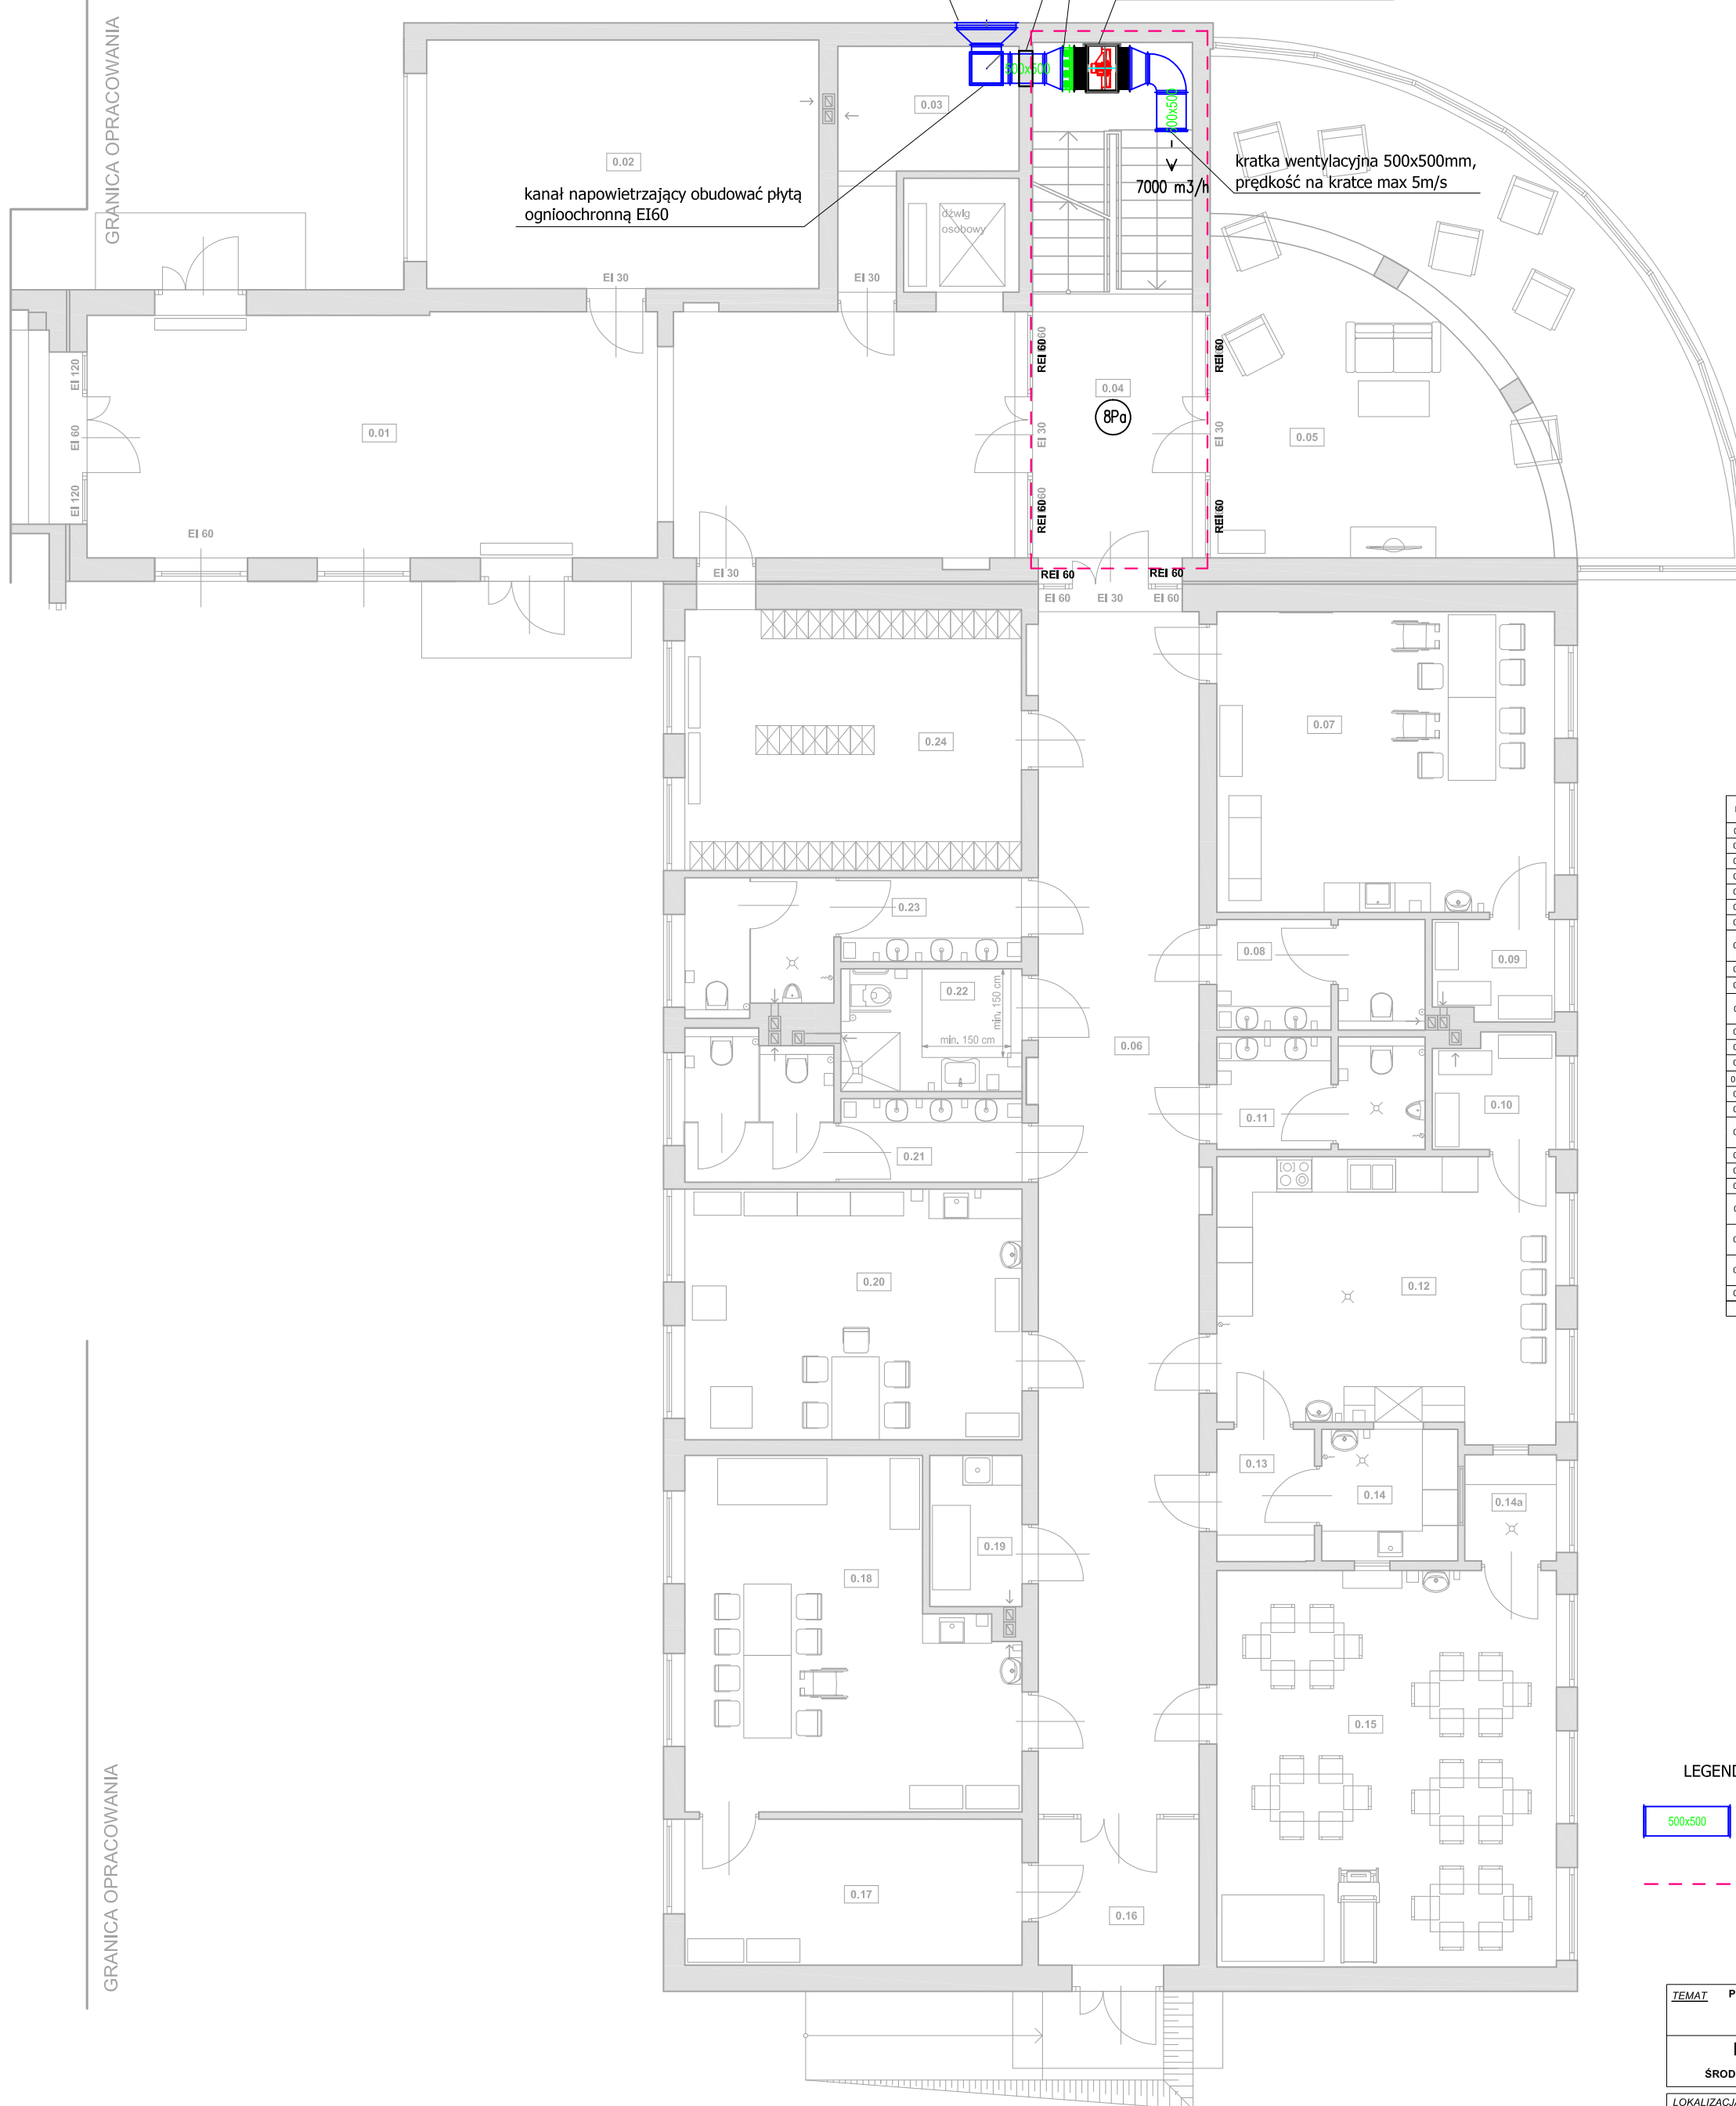 GRANICA OPRACOWANIA
500x500
500x500
0.03
0.02
kratka wentylacyjna 500x500mm,
prędkość na kratce max 5m/s
7000 m3/h
kanał napowietrzający obudować płytą
ognioochronną EI60
dźwig
osobowy
EI 30
EI 30
REI 60
REI 60
EI 120
0.04
8Pa
0.01
EI 60
EI 30
EI 30
0.05
EI 120
REI 60
REI 60
EI 60
EI 30
REI 60
REI 60
EI 60
EI 30
EI 60
0.07
0.24
0.23
0.08
0.09
0.22
min. 150 cm
min. 150 cm
0.06
0.10
0.11
0.21
0.20
0.12
0.13
0.14
0.14a
0.19
0.18
0.15
LEGEND
500x500
GRANICA OPRACOWANIA
0.17
0.16
TEMAT P
ŚROD
LOKALIZACJ